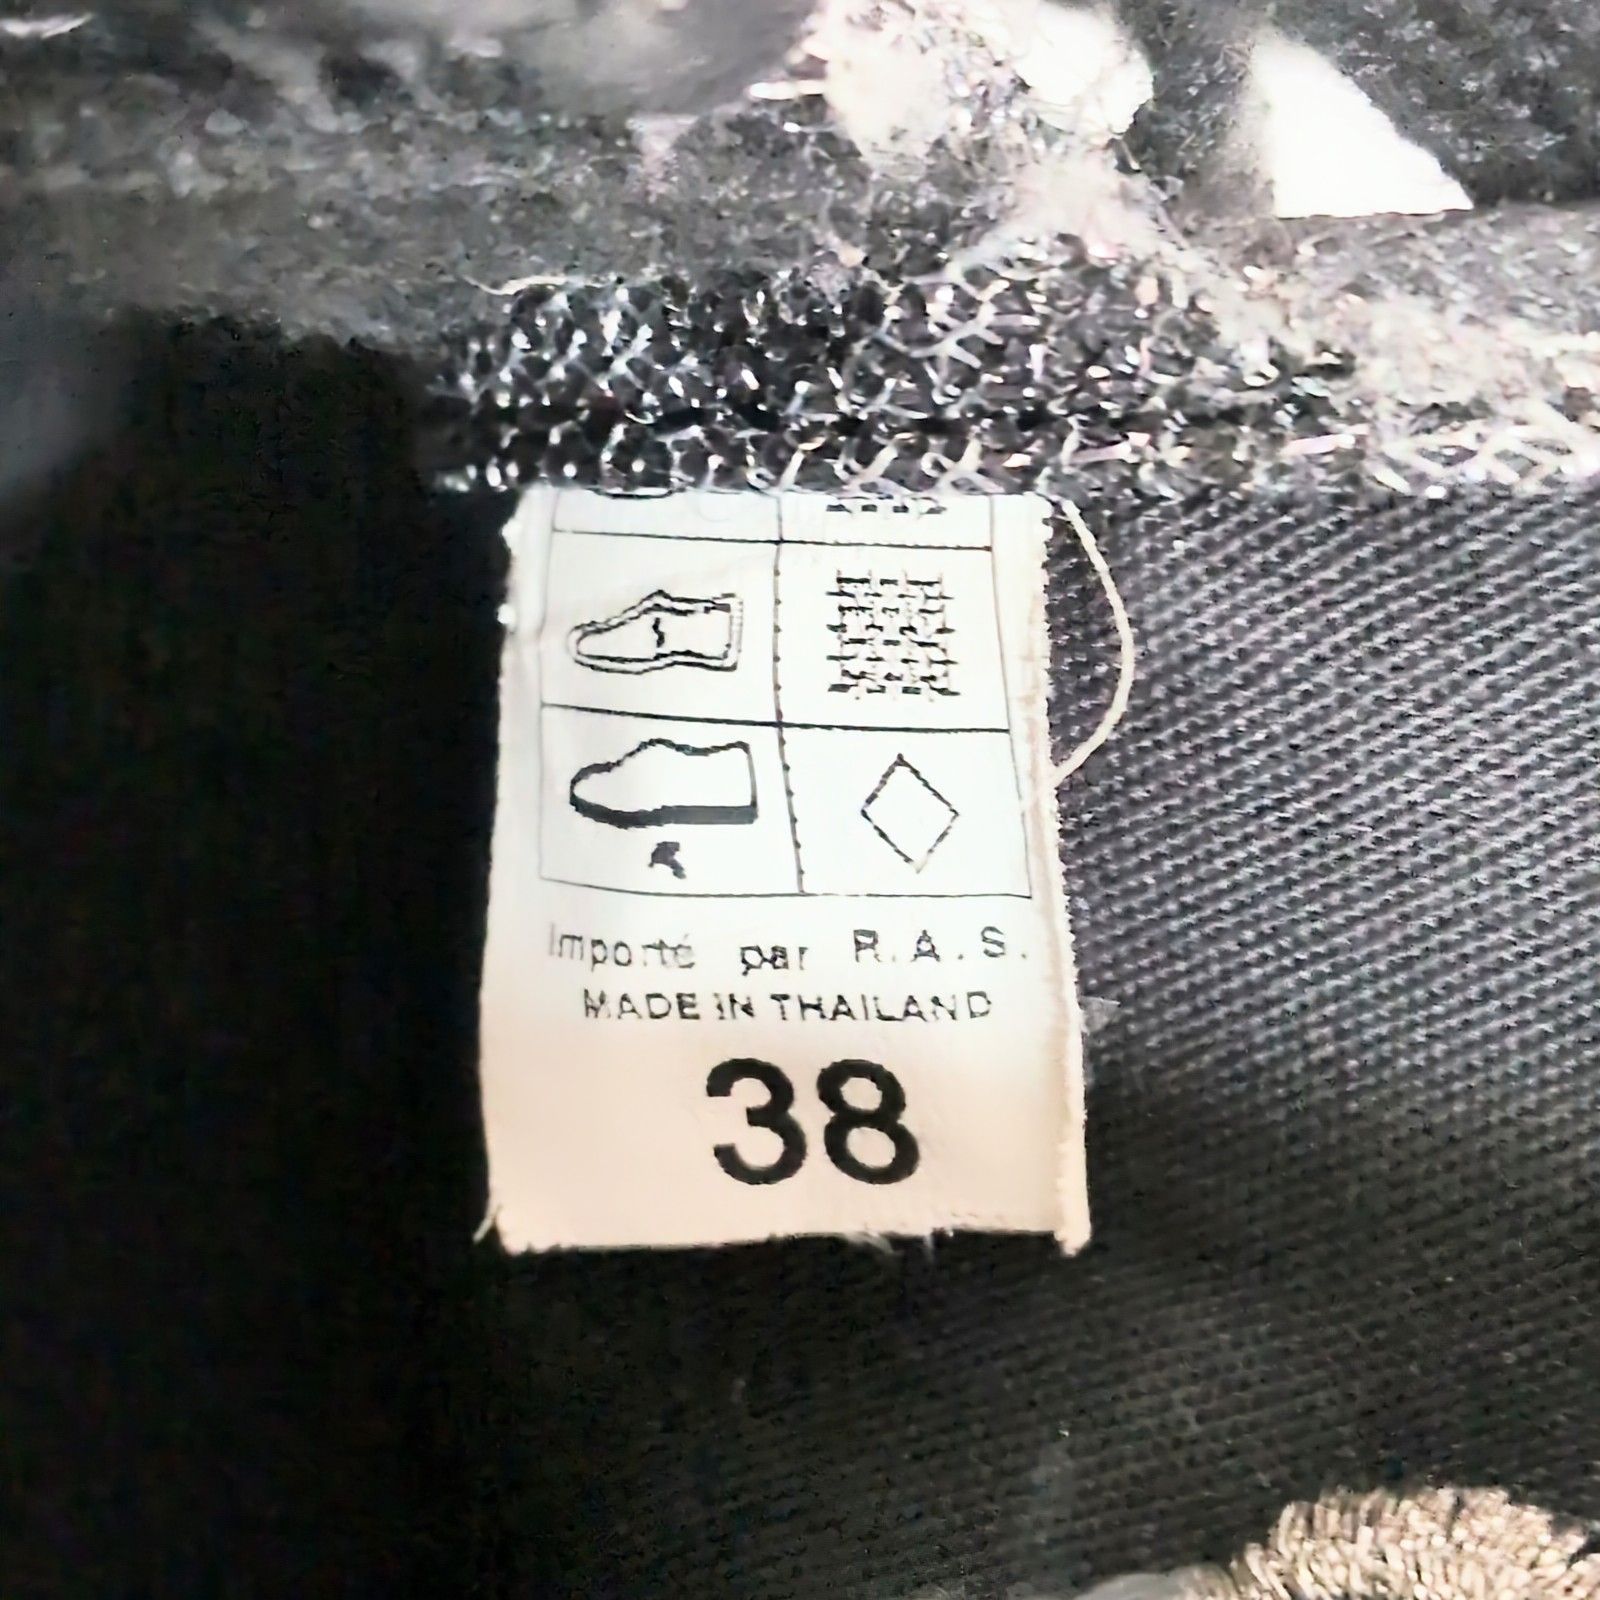 Importé par R.A.S.
MADE IN THAILAND
38